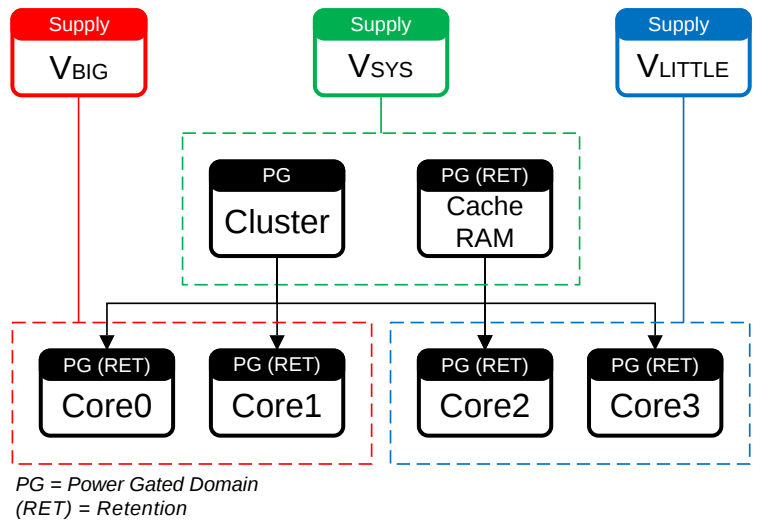 Supply
VBIG
Supply
VSYS
Supply
VLITTLE
PG
Cluster
PG (RET)
Cache
RAM
PG (RET)
Core0
PG (RET)
Core1
PG (RET)
Core2
PG (RET)
Core3
PG = Power Gated Domain
(RET) = Retention